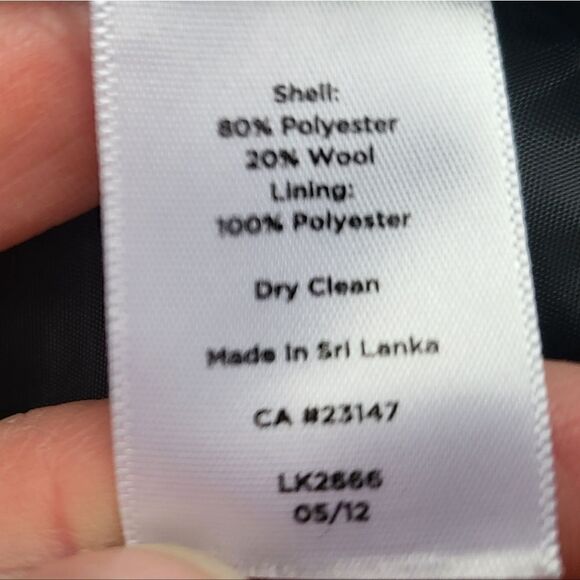 Shell:
80% Polyester
20% Wool
Lining:
100% Polyester
Dry Clean
Made In Sri Lanka
CA #23147
LK2666
05/12